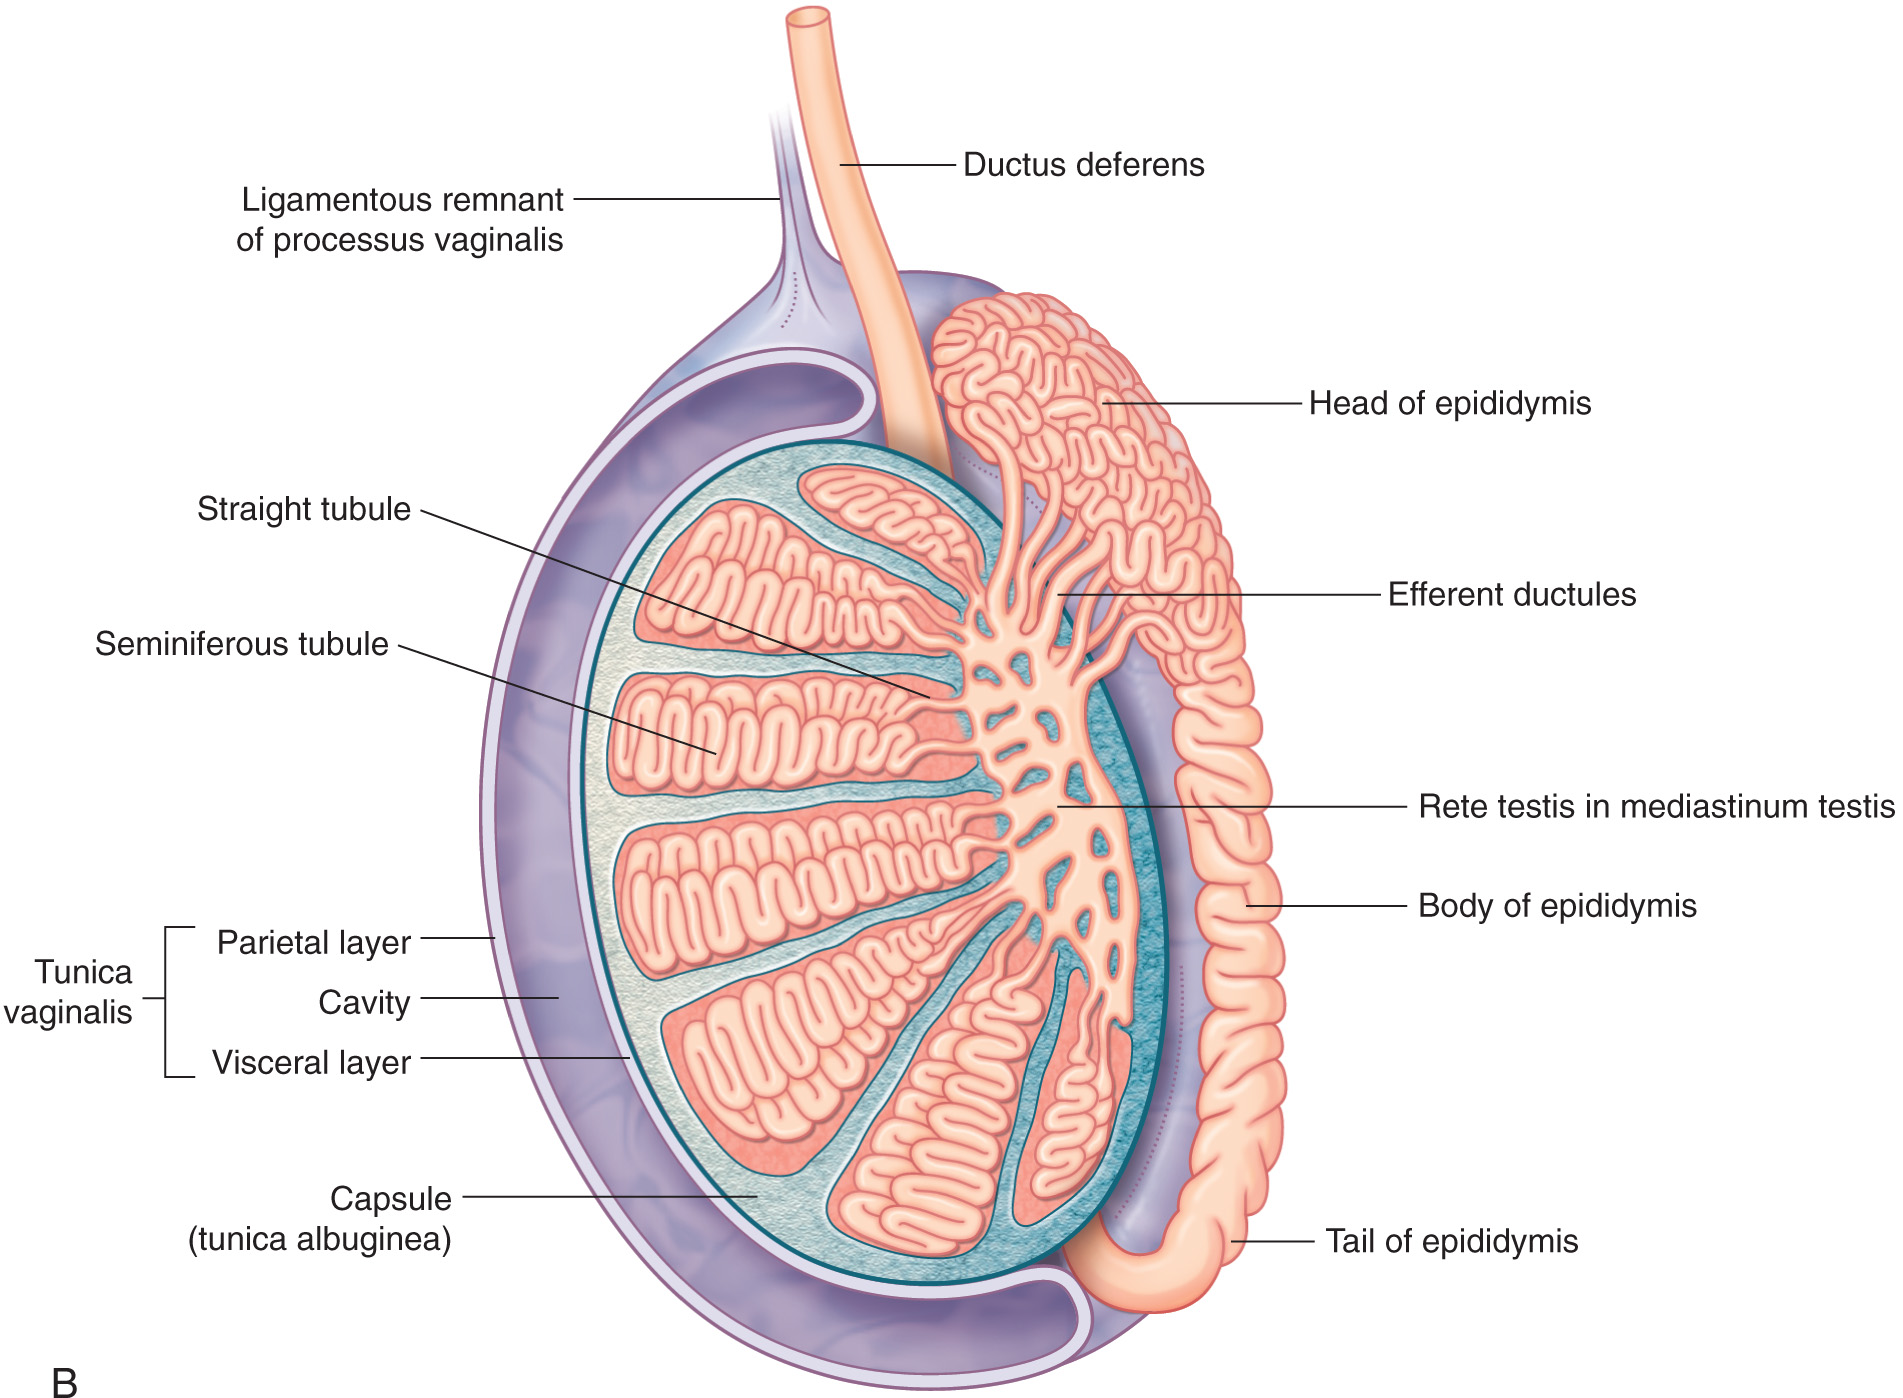 Ductus deferens
Ligamentous remnant
of processus vaginalis
Head of epididymis
Straight tubule
Efferent ductules
Seminiferous tubule
Rete testis in mediastinum testis
Body of epididymis
Tunica
vaginalis
Parietal layer
Cavity
Visceral layer
Capsule
(tunica albuginea)
Tail of epididymis
B